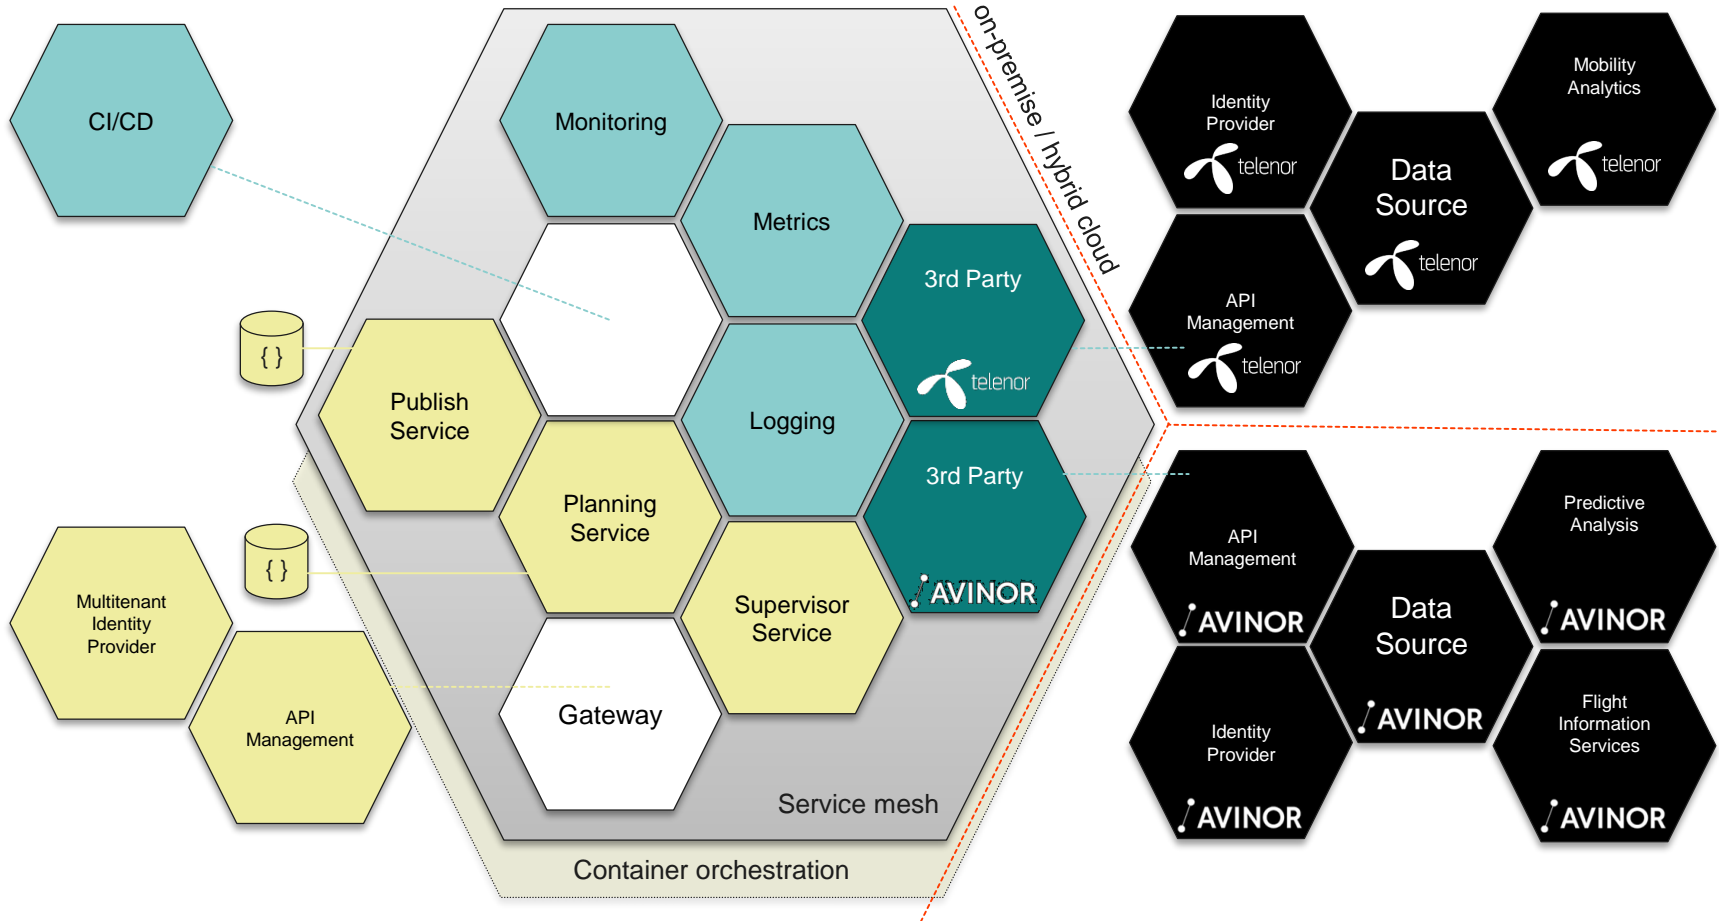 CI/CD
Monitoring
Metrics
3rd Party
telenor
{ }
Publish
Service
Logging
Planning
Service
3rd Party
AVINOR
{ }
Multitenant
Identity
Provider
API
Management
Supervisor
Service
Gateway
Service mesh
Container orchestration
on-premise / hybrid cloud
Identity
Provider
telenor
Data
Source
telenor
Mobility
Analytics
telenor
API
Management
telenor
API
Management
AVINOR
Data
Source
AVINOR
Predictive
Analysis
AVINOR
Identity
Provider
AVINOR
Flight
Information
Services
AVINOR